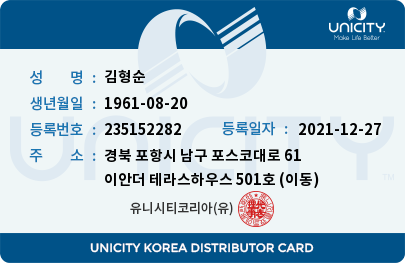 UNICITY
Make Life Better
성 명 : 김형순
생년월일 : 1961-08-20
등록번호 : 235152282 등록일자 : 2021-12-27
주 소 : 경북 포항시 남구 포스코대로 61
이안더 테라스하우스 501호 (이동)
유니시티코리아(유)
UNICITY
UNICITY KOREA DISTRIBUTOR CARD